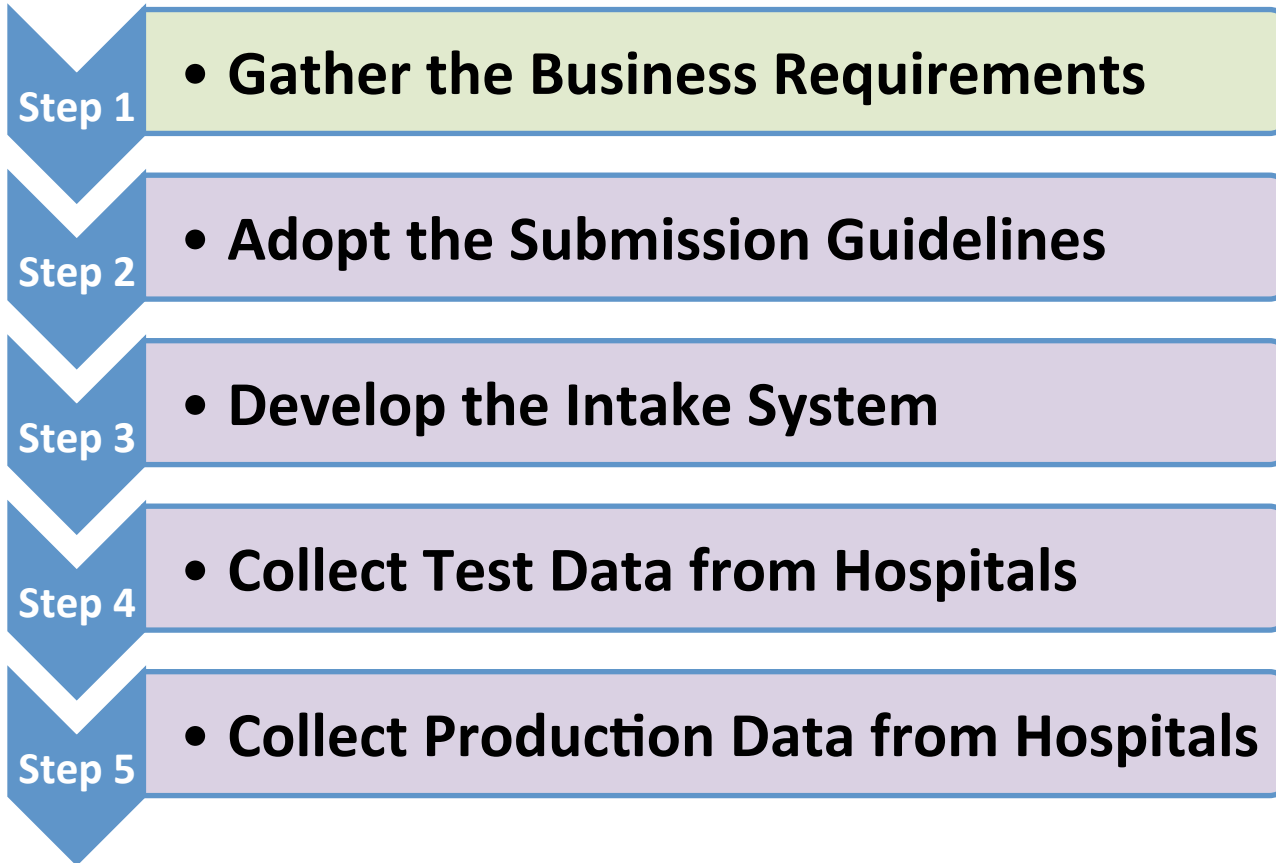 Step 1
• Gather the Business Requirements
Step 2
• Adopt the Submission Guidelines
Step 3
• Develop the Intake System
Step 4
• Collect Test Data from Hospitals
Step 5
• Collect Production Data from Hospitals